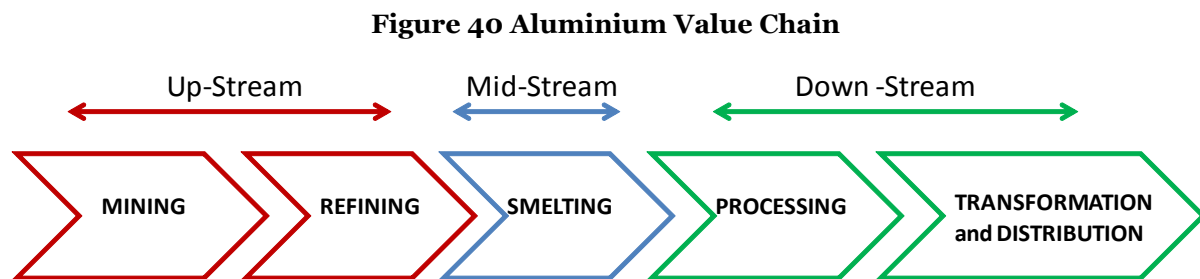 Figure 40 Aluminium Value Chain
Up-Stream
Mid-Stream
Down -Stream
MINING
REFINING
SMELTING
PROCESSING
TRANSFORMATION
and DISTRIBUTION